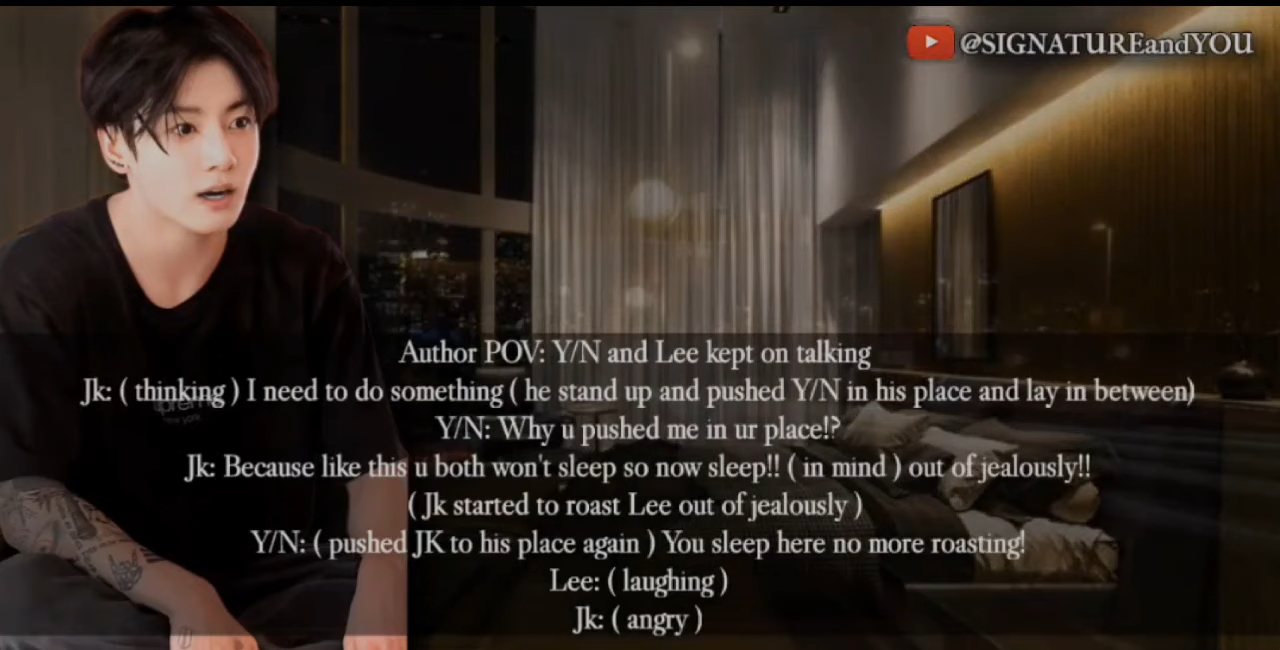 @SIGNATUREandYOU
Author POV: Y/N and Lee kept on talking
Jk: ( thinking ) I need to do something ( he stand up and pushed Y/N in his place and lay in between)
Y/N: Why u pushed me in ur place!?
Jk: Because like this u both won't sleep so now sleep!! ( in mind ) out of jealously!!
( Jk started to roast Lee out of jealously )
Y/N: ( pushed JK to his place again ) You sleep here no more roasting!
Lee: ( laughing )
Jk: ( angry )